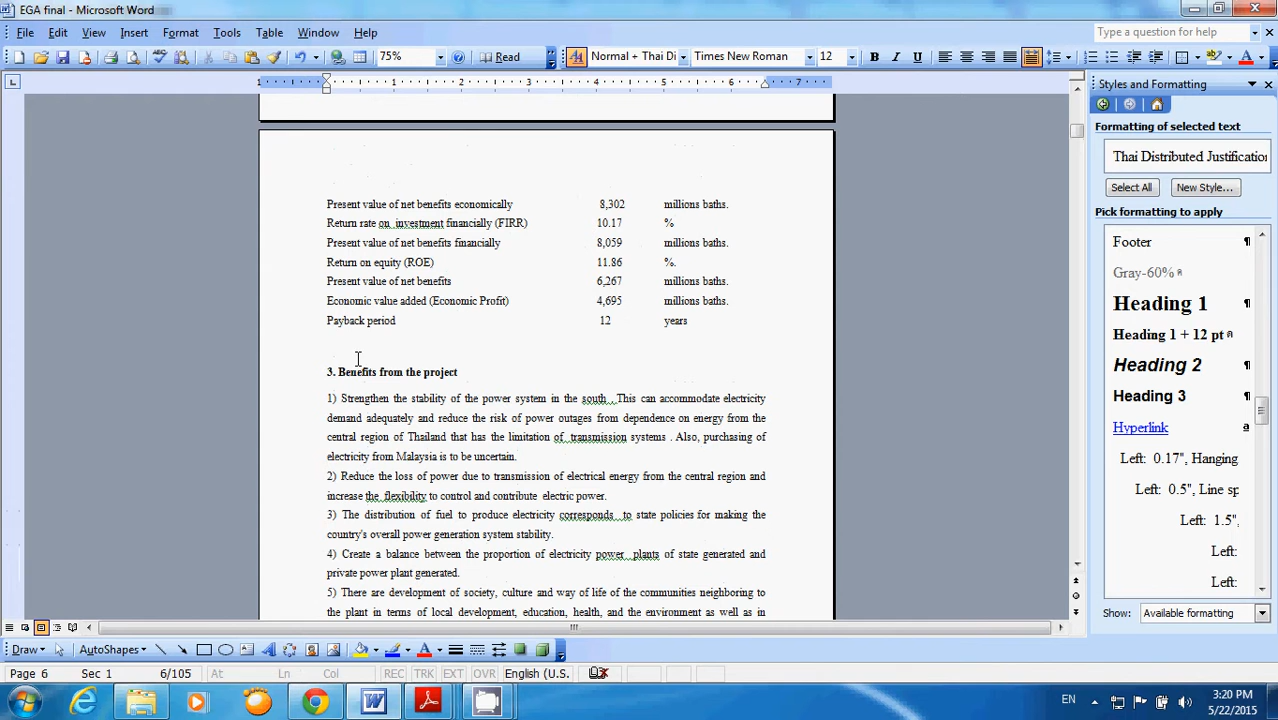 EGA final - Microsoft Word
File Edit View Insert Format Tools Table Window Help Type a question for help
75% Read Normal + Thai Di Times New Roman 12 B I U
1 1 2 3 4 5 6 7
Styles and Formatting
Formatting of selected text
Thai Distributed Justification
Select All New Style...
Pick formatting to apply
Footer
Gray-60%
Heading 1
Heading 1 + 12 pt
Heading 2
Heading 3
Hyperlink
Left: 0.17", Hanging
Left: 0.5", Line sp
Left: 1.5",
Left:
Left:
Show: Available formatting
Present value of net benefits economically 8,302 millions baths.
Return rate on investment financially (FIRR) 10.17 %
Present value of net benefits financially 8,059 millions baths.
Return on equity (ROE) 11.86 %.
Present value of net benefits 6,267 millions baths.
Economic value added (Economic Profit) 4,695 millions baths.
Payback period 12 years
3. Benefits from the project
1) Strengthen the stability of the power system in the south . This can accommodate electricity
demand adequately and reduce the risk of power outages from dependence on energy from the
central region of Thailand that has the limitation of transmission systems . Also, purchasing of
electricity from Malaysia is to be uncertain.
2) Reduce the loss of power due to transmission of electrical energy from the central region and
increase the flexibility to control and contribute electric power.
3) The distribution of fuel to produce electricity corresponds to state policies for making the
country's overall power generation system stability.
4) Create a balance between the proportion of electricity power plants of state generated and
private power plant generated.
5) There are development of society, culture and way of life of the communities neighboring to
the plant in terms of local development, education, health, and the environment as well as in
Draw AutoShapes
Page 6 Sec 1 6/105 At Ln Col REC TRK EXT OVR English (U.S.
EN 3:20 PM
5/22/2015